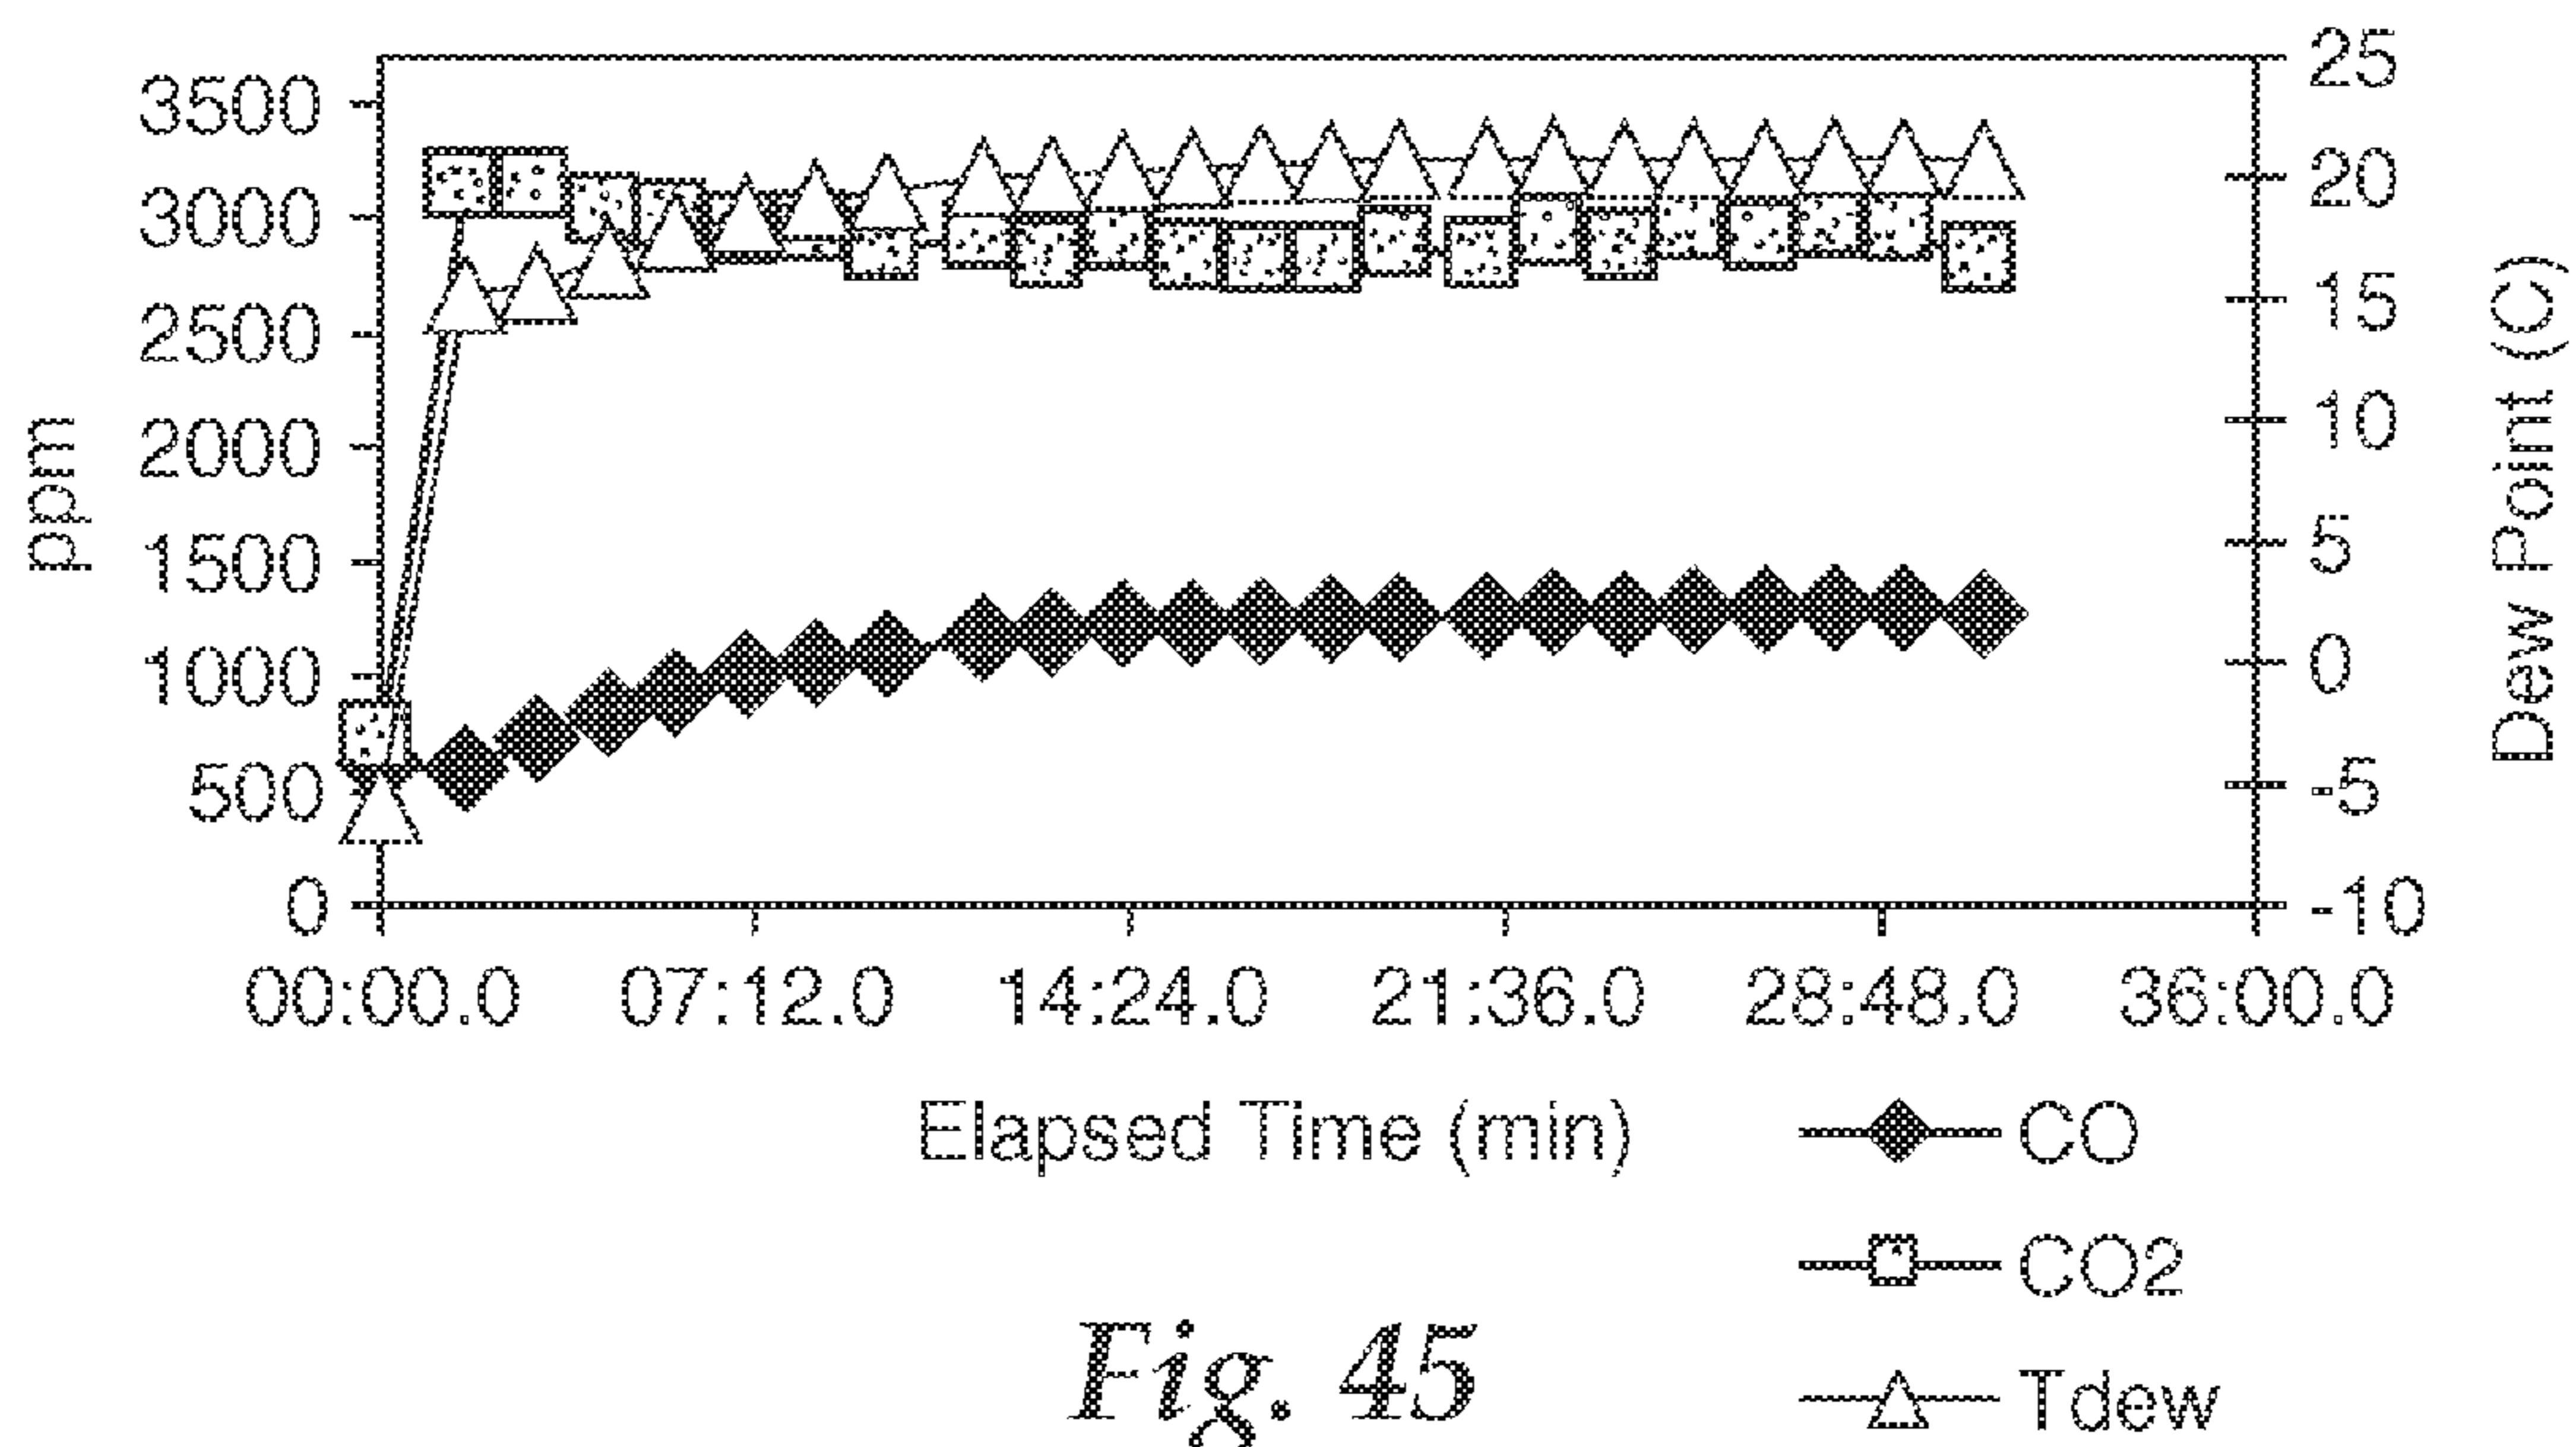 3500
3000
2500
2000
1500
1000
500
0
ppm
25
20
15
10
5
0
-5
-10
Dew Point (C)
00:00.0 07:12.0 14:24.0 21:36.0 28:48.0 36:00.0
Elapsed Time (min)
CO
CO2
Tdew
Fig. 45